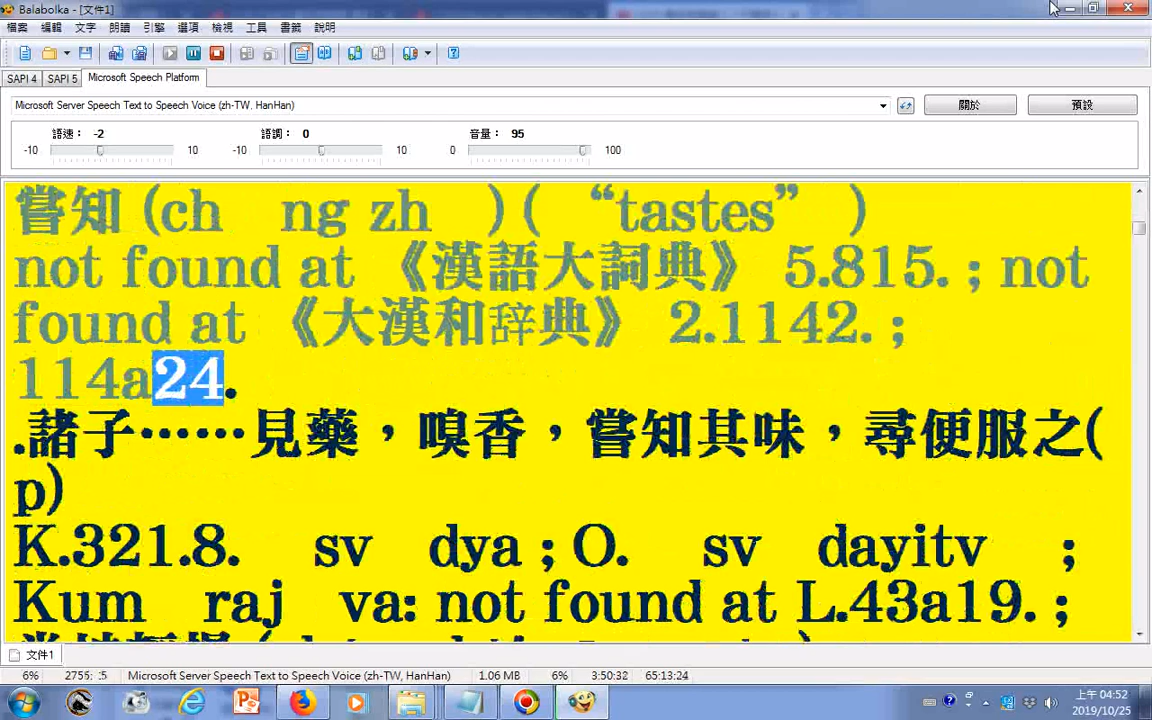 Balabolka - [文件1]
檔案 編輯 文字 朗讀 引擎 選項 檢視 工具 書籤 說明
SAPI 4 SAPI 5 Microsoft Speech Platform
Microsoft Server Speech Text to Speech Voice (zh-TW, HanHan) 關於 預設
語速： -2 語調： 0 音量： 95
-10 10 -10 10 0 100
嘗知 (ch ng zh )( “tastes” )
not found at 《漢語大詞典》 5.815. ; not
found at 《大漢和辞典》 2.1142. ;
114a24.
.諸子⋯⋯見藥，嗅香，嘗知其味，尋便服之(
p)
K.321.8. sv dya ; O. sv dayitv ;
Kum raj va: not found at L.43a19. ;
文件1
6% 2755: :5 Microsoft Server Speech Text to Speech Voice (zh-TW, HanHan) 1.06 MB 6% 3:50:32 65:13:24
上午 04:52
2019/10/25